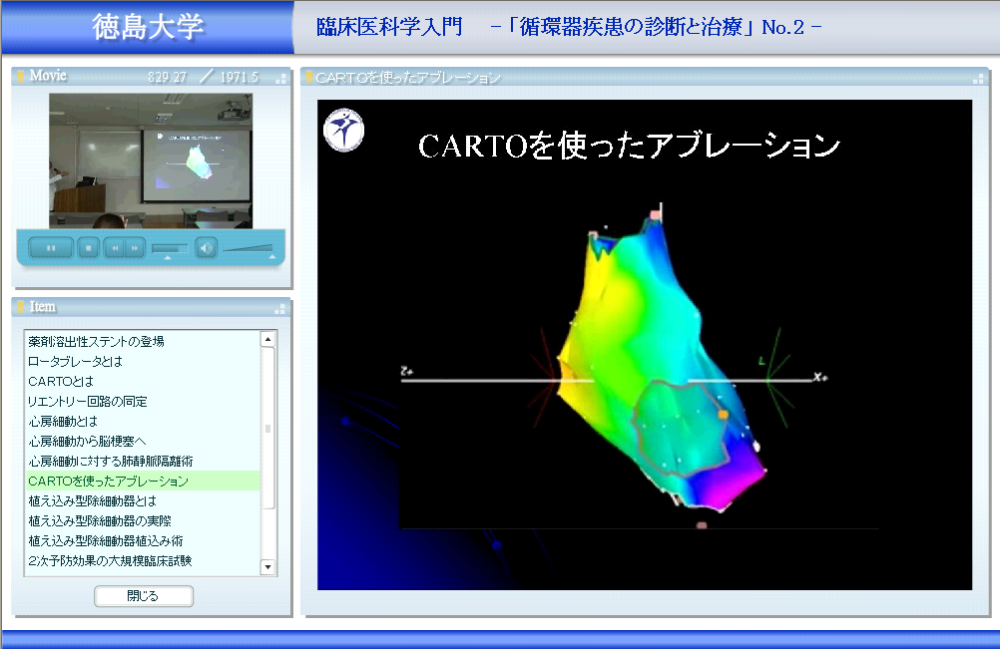 徳島大学
臨床医科学入門 －「循環器疾患の診断と治療」 No.2－
Movie 829.27 ／ 1971.5
CARTOを使ったアブレーション
CARTOを使ったアブレーション
Z+
L
X+
Item
薬剤溶出性ステントの登場
ロータブレータとは
CARTOとは
リエントリー回路の同定
心房細動とは
心房細動から脳梗塞へ
心房細動に対する肺静脈隔離術
CARTOを使ったアブレーション
植え込み型除細動器とは
植え込み型除細動器の実際
植え込み型除細動器植込み術
2次予防効果の大規模臨床試験
閉じる